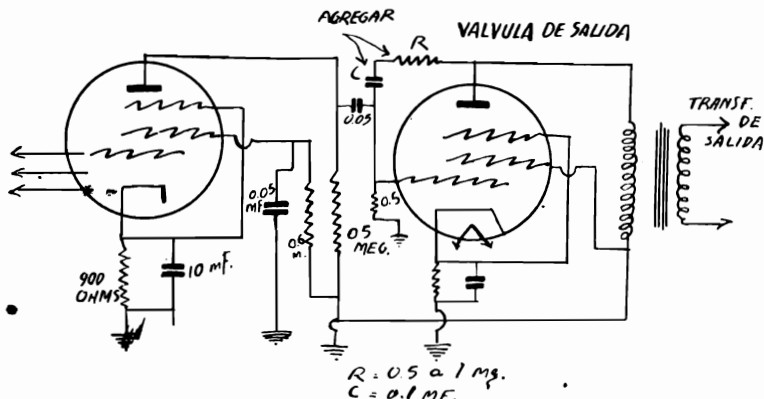 AGREGAR
VALVULA DE SALIDA
R
C
0.05
TRANSF.
DE
SALIDA
0.05
MF
0.5
0.5
MEG.
900
OHMS
10 MF.
R = 0.5 a 1 Mg.
C = 0.1 MF.